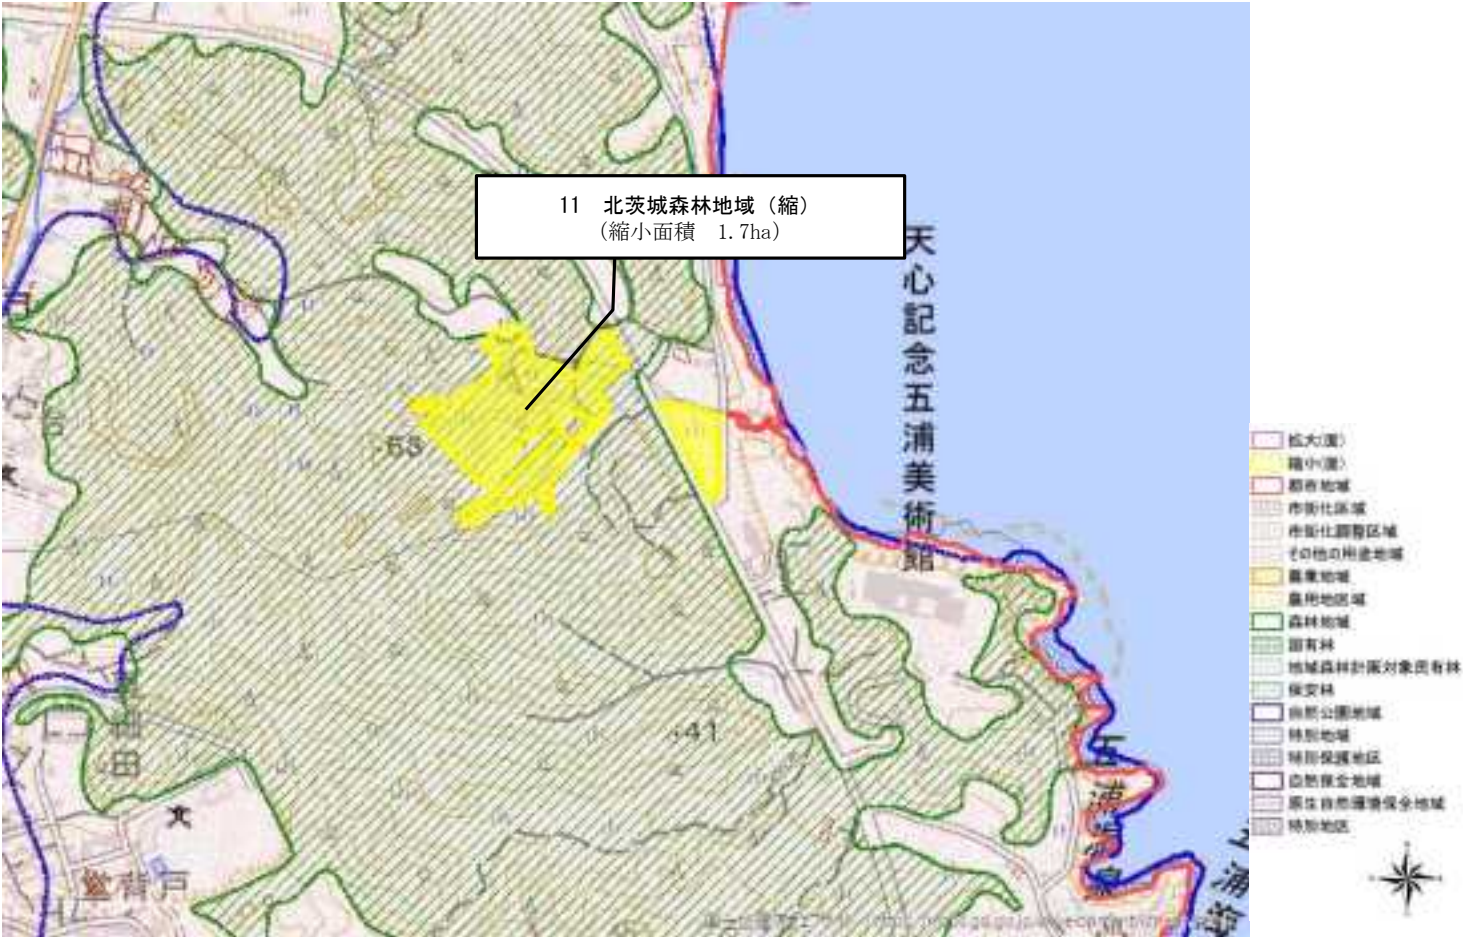 11 北茨城森林地域（縮）
（縮小面積 1.7ha）
天心記念五浦美術館
・53
・41
拡大(面)
縮小(面)
都市地域
市街化区域
市街化調整区域
その他の用途地域
農業地域
農用地区域
森林地域
国有林
地域森林計画対象民有林
保安林
自然公園地域
特別地域
特別保護地区
自然保全地域
原生自然環境保全地域
特別地区